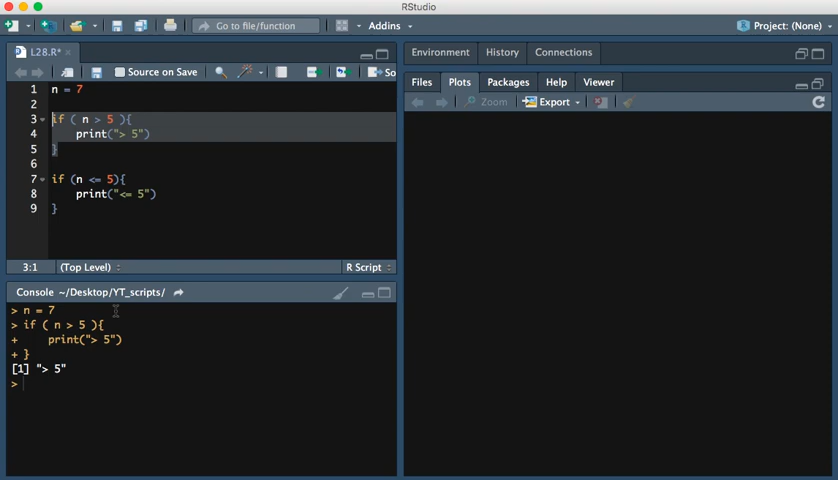 RStudio
Go to file/function
Addins
Project: (None)
L28.R*
Source on Save
So
1 n = 7
2
3 if ( n > 5 ){
4 print("> 5")
5 }
6
7 if (n <= 5){
8 print("<= 5")
9 }
3:1 (Top Level) R Script
Console ~/Desktop/YT_scripts/
> n = 7
> if ( n > 5 ){
+ print("> 5")
+ }
[1] "> 5"
>
Environment History Connections
Files Plots Packages Help Viewer
Zoom Export